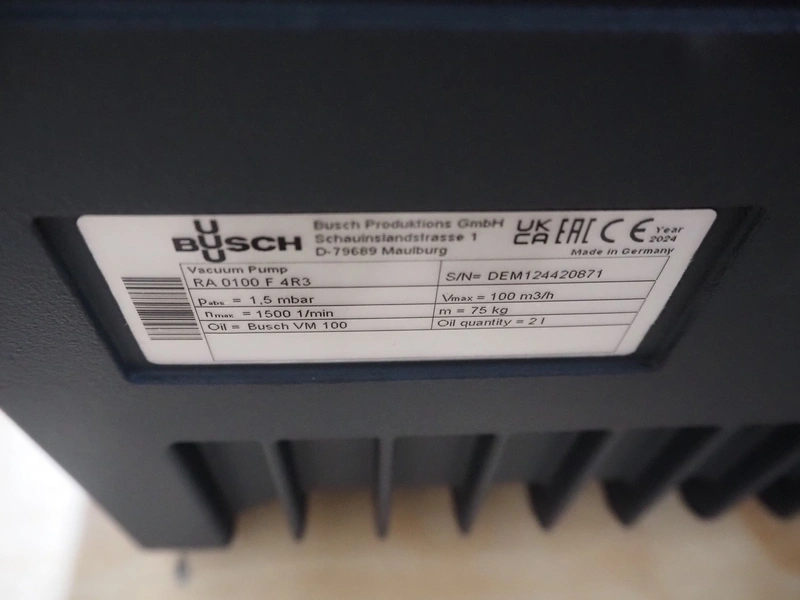 BUSCH
Busch Produktions GmbH
Schauinslandstrasse 1
D-79689 Maulburg
UK CA EAC CE Year 2024
Made in Germany
Vacuum Pump
RA 0100 F 4R3
S/N= DEM124420871
pabs = 1,5 mbar
Vmax = 100 m3/h
nmax = 1500 1/min
m = 75 kg
Oil = Busch VM 100
Oil quantity = 2 l